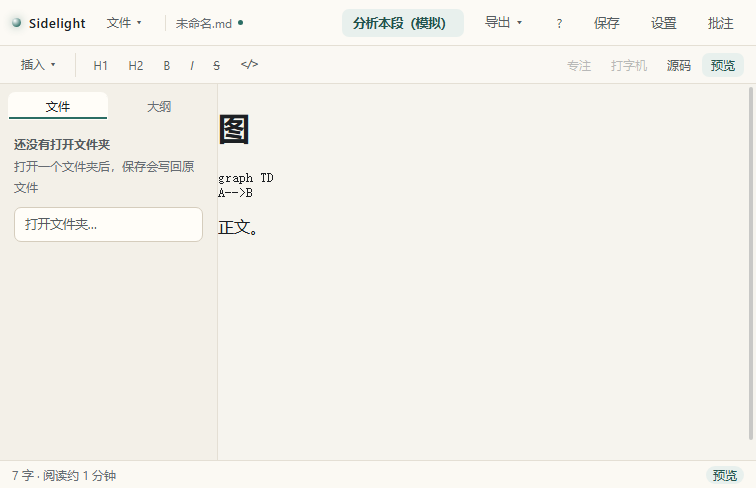 Sidelight 文件 ▾ 未命名.md ● 分析本段（模拟） 导出 ▾ ? 保存 设置 批注
插入 ▾ H1 H2 B I S </> 专注 打字机 源码 预览
文件 大纲
还没有打开文件夹
打开一个文件夹后，保存会写回原
文件
打开文件夹...
图
graph TD
A-->B
正文。
7 字 · 阅读约 1 分钟 预览